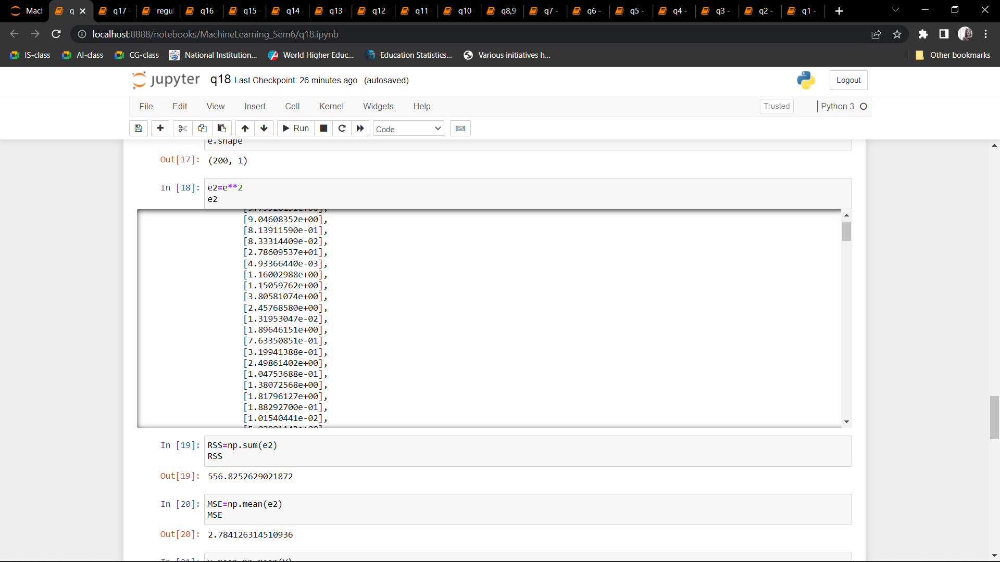 Mach q q17 - regul q16 - q15 - q14 - q13 - q12 - q11 - q10 - q8,9 q7 - q6 - q5 - q4 - q3 - q2 - q1 -
localhost:8888/notebooks/MachineLearning_Sem6/q18.ipynb
IS-class AI-class CG-class National Institution... World Higher Educ... Education Statistics... Various initiatives h... Other bookmarks
jupyter q18 Last Checkpoint: 26 minutes ago (autosaved) Logout
File Edit View Insert Cell Kernel Widgets Help Trusted Python 3
Run Code
e.shape
Out[17]: (200, 1)
In [18]: e2=e**2
e2
[9.04608352e+00],
[8.13911590e-01],
[8.33314409e-02],
[2.78609537e+01],
[4.93366440e-03],
[1.16002988e+00],
[1.15059762e+00],
[3.80581074e+00],
[2.45768580e+00],
[1.31953047e-02],
[1.89646151e+00],
[7.63350851e-01],
[3.19941388e-01],
[2.49861402e+00],
[1.04753688e-01],
[1.38072568e+00],
[1.81796127e+00],
[1.88292700e-01],
[1.01540441e-02],
In [19]: RSS=np.sum(e2)
RSS
Out[19]: 556.8252629021872
In [20]: MSE=np.mean(e2)
MSE
Out[20]: 2.784126314510936